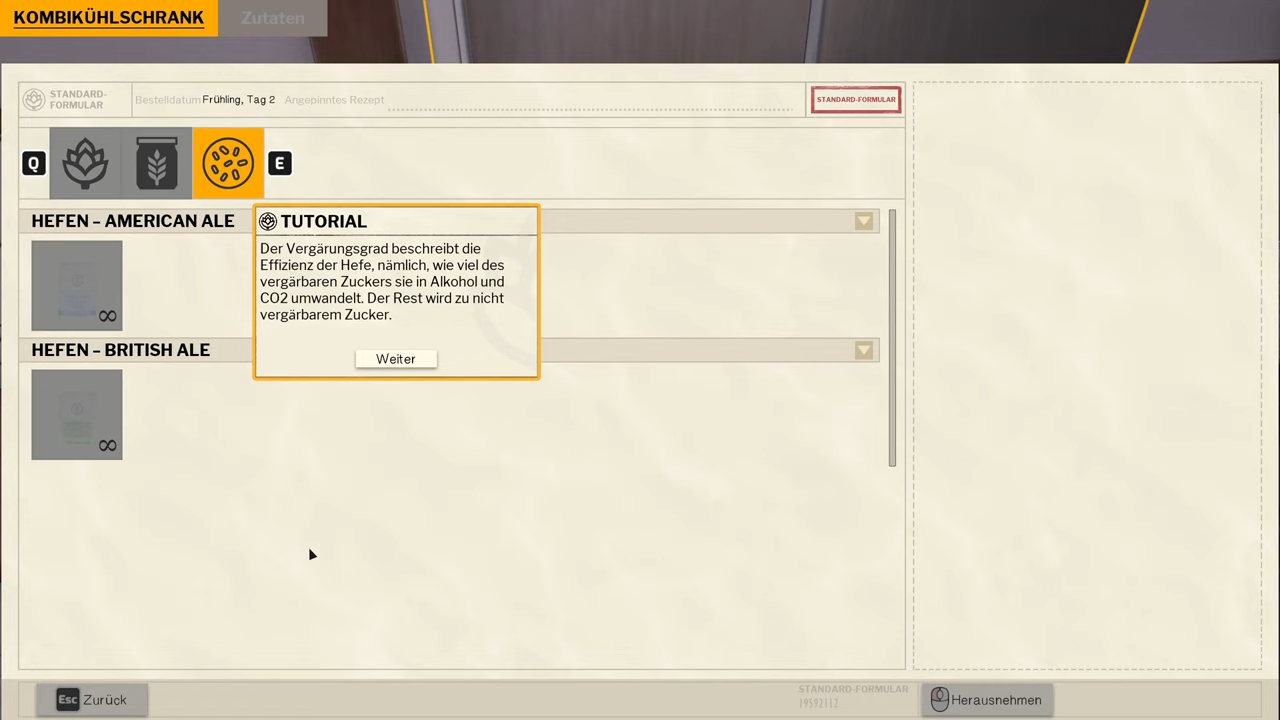 KOMBIKÜHLSCHRANK
Zutaten
STANDARD-
FORMULAR
Bestelldatum Frühling, Tag 2
Angepinntes Rezept
STANDARD-FORMULAR
Q
E
HEFEN – AMERICAN ALE
TUTORIAL
Der Vergärungsgrad beschreibt die
Effizienz der Hefe, nämlich, wie viel des
vergärbaren Zuckers sie in Alkohol und
CO2 umwandelt. Der Rest wird zu nicht
vergärbarem Zucker.
Weiter
∞
HEFEN – BRITISH ALE
∞
Esc Zurück
STANDARD-FORMULAR
19592112
Herausnehmen